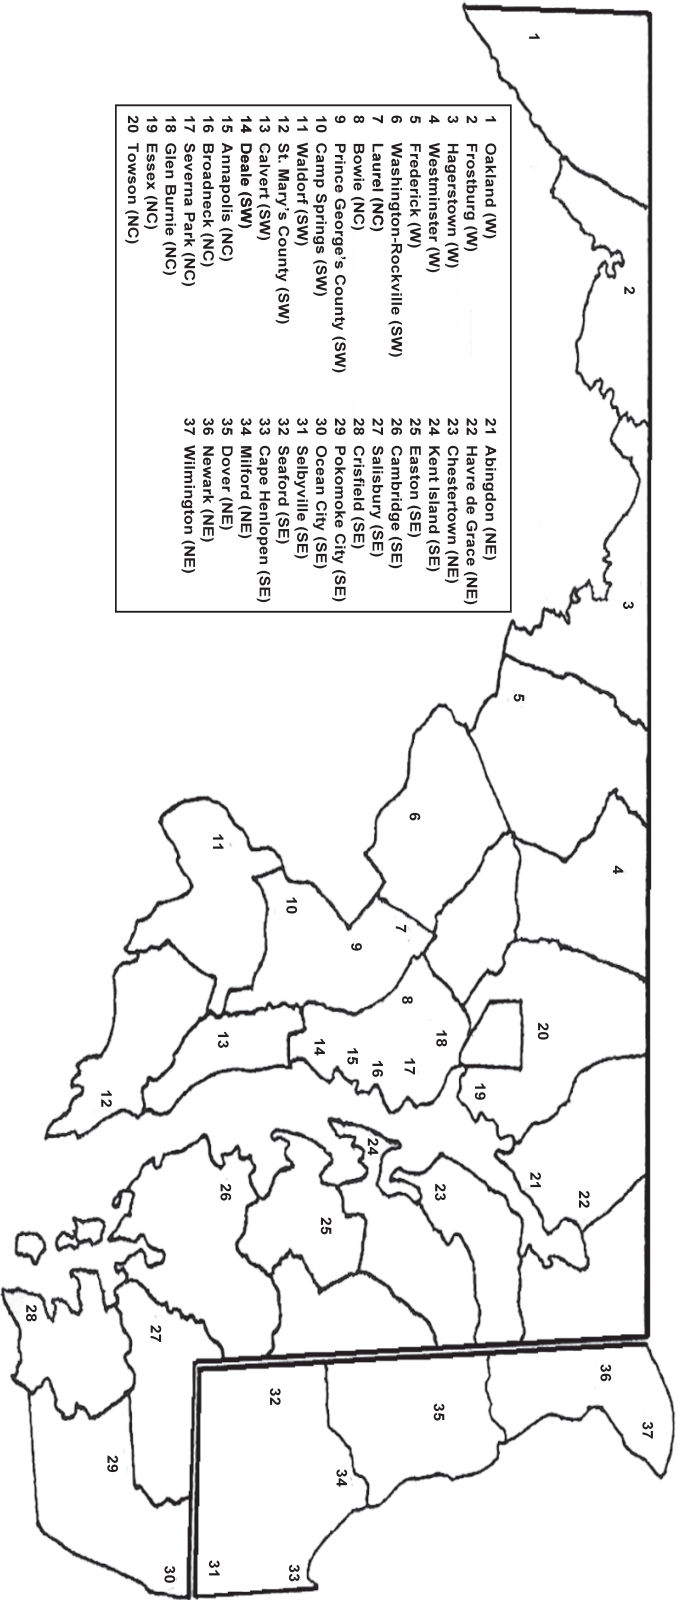 1 Oakland (W)
2 Frostburg (W)
3 Hagerstown (W)
4 Westminster (W)
5 Frederick (W)
6 Washington-Rockville (SW)
7 Laurel (NC)
8 Bowie (NC)
9 Prince George's County (SW)
10 Camp Springs (SW)
11 Waldorf (SW)
12 St. Mary's County (SW)
13 Calvert (SW)
14 Deale (SW)
15 Annapolis (NC)
16 Broadneck (NC)
17 Severna Park (NC)
18 Glen Burnie (NC)
19 Essex (NC)
20 Towson (NC)
21 Abingdon (NE)
22 Havre de Grace (NE)
23 Chestertown (NE)
24 Kent Island (SE)
25 Easton (SE)
26 Cambridge (SE)
27 Salisbury (SE)
28 Crisfield (SE)
29 Pokomoke City (SE)
30 Ocean City (SE)
31 Selbyville (SE)
32 Seaford (SE)
33 Cape Henlopen (SE)
34 Milford (NE)
35 Dover (NE)
36 Newark (NE)
37 Wilmington (NE)
1
2
3
4
5
6
7
8
9
10
11
12
13
14
15
16
17
18
19
20
21
22
23
24
25
26
27
28
29
30
31
32
33
34
35
36
37